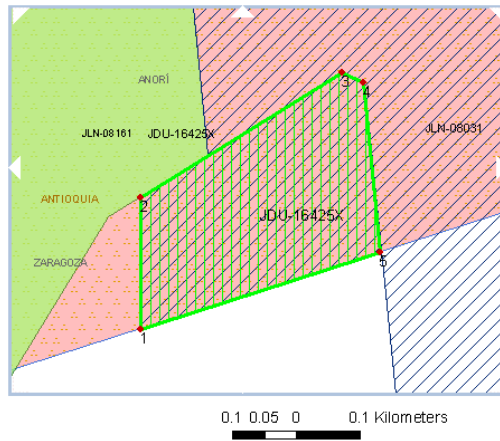 ANORÍ
3
4
JLN-08161 JDU-16425X
JLN-08031
ANTIOQUIA
2
JDU-16425X
ZARAGOZA
5
1
0.1 0.05 0 0.1 Kilometers